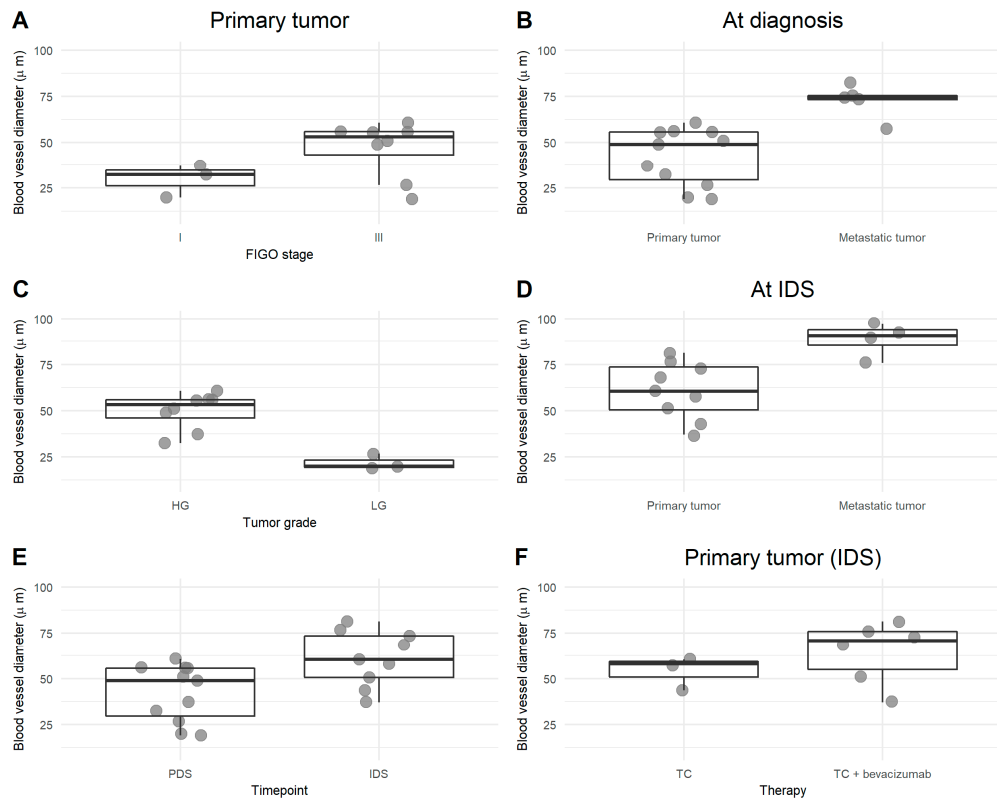 A Primary tumor
Blood vessel diameter (μ m)
100
75
50
25
I III
FIGO stage
B At diagnosis
Blood vessel diameter (μ m)
100
75
50
25
Primary tumor Metastatic tumor
C
Blood vessel diameter (μ m)
100
75
50
25
HG LG
Tumor grade
D At IDS
Blood vessel diameter (μ m)
100
75
50
25
Primary tumor Metastatic tumor
E
Blood vessel diameter (μ m)
100
75
50
25
PDS IDS
Timepoint
F Primary tumor (IDS)
Blood vessel diameter (μ m)
100
75
50
25
TC TC + bevacizumab
Therapy